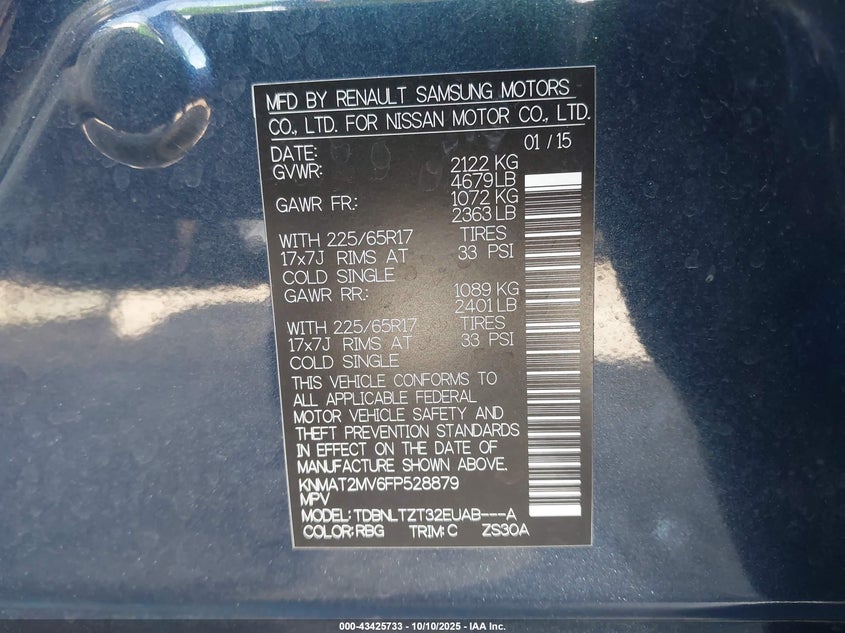 MFD BY RENAULT SAMSUNG MOTORS
CO., LTD. FOR NISSAN MOTOR CO., LTD.
DATE: 01 / 15
GVWR: 2122 KG
4679 LB
GAWR FR.: 1072 KG
2363 LB
WITH 225/65R17 TIRES
17x7J RIMS AT 33 PSI
COLD SINGLE
GAWR RR.: 1089 KG
2401 LB
WITH 225/65R17 TIRES
17x7J RIMS AT 33 PSI
COLD SINGLE
THIS VEHICLE CONFORMS TO
ALL APPLICABLE FEDERAL
MOTOR VEHICLE SAFETY AND
THEFT PREVENTION STANDARDS
IN EFFECT ON THE DATE OF
MANUFACTURE SHOWN ABOVE.
KNMAT2MV6FP528879
MPV
MODEL: TDBNLTZT32EUAB---A
COLOR: RBG TRIM: C ZS30A
000-43425733 - 10/10/2025 - IAA Inc.